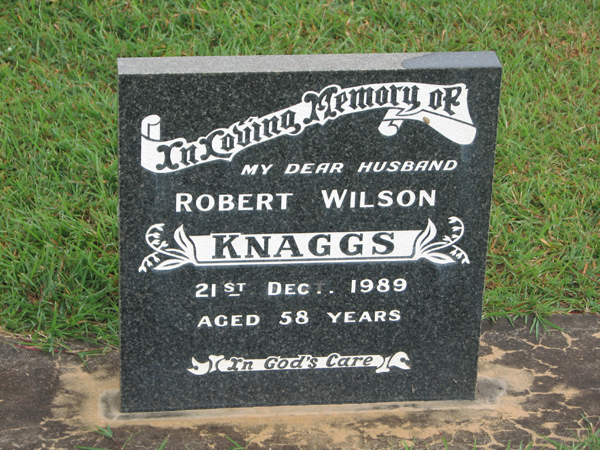 In Loving Memory of
MY DEAR HUSBAND
ROBERT WILSON
KNAGGS
21ST DEC.. 1989
AGED 58 YEARS
In God's Care